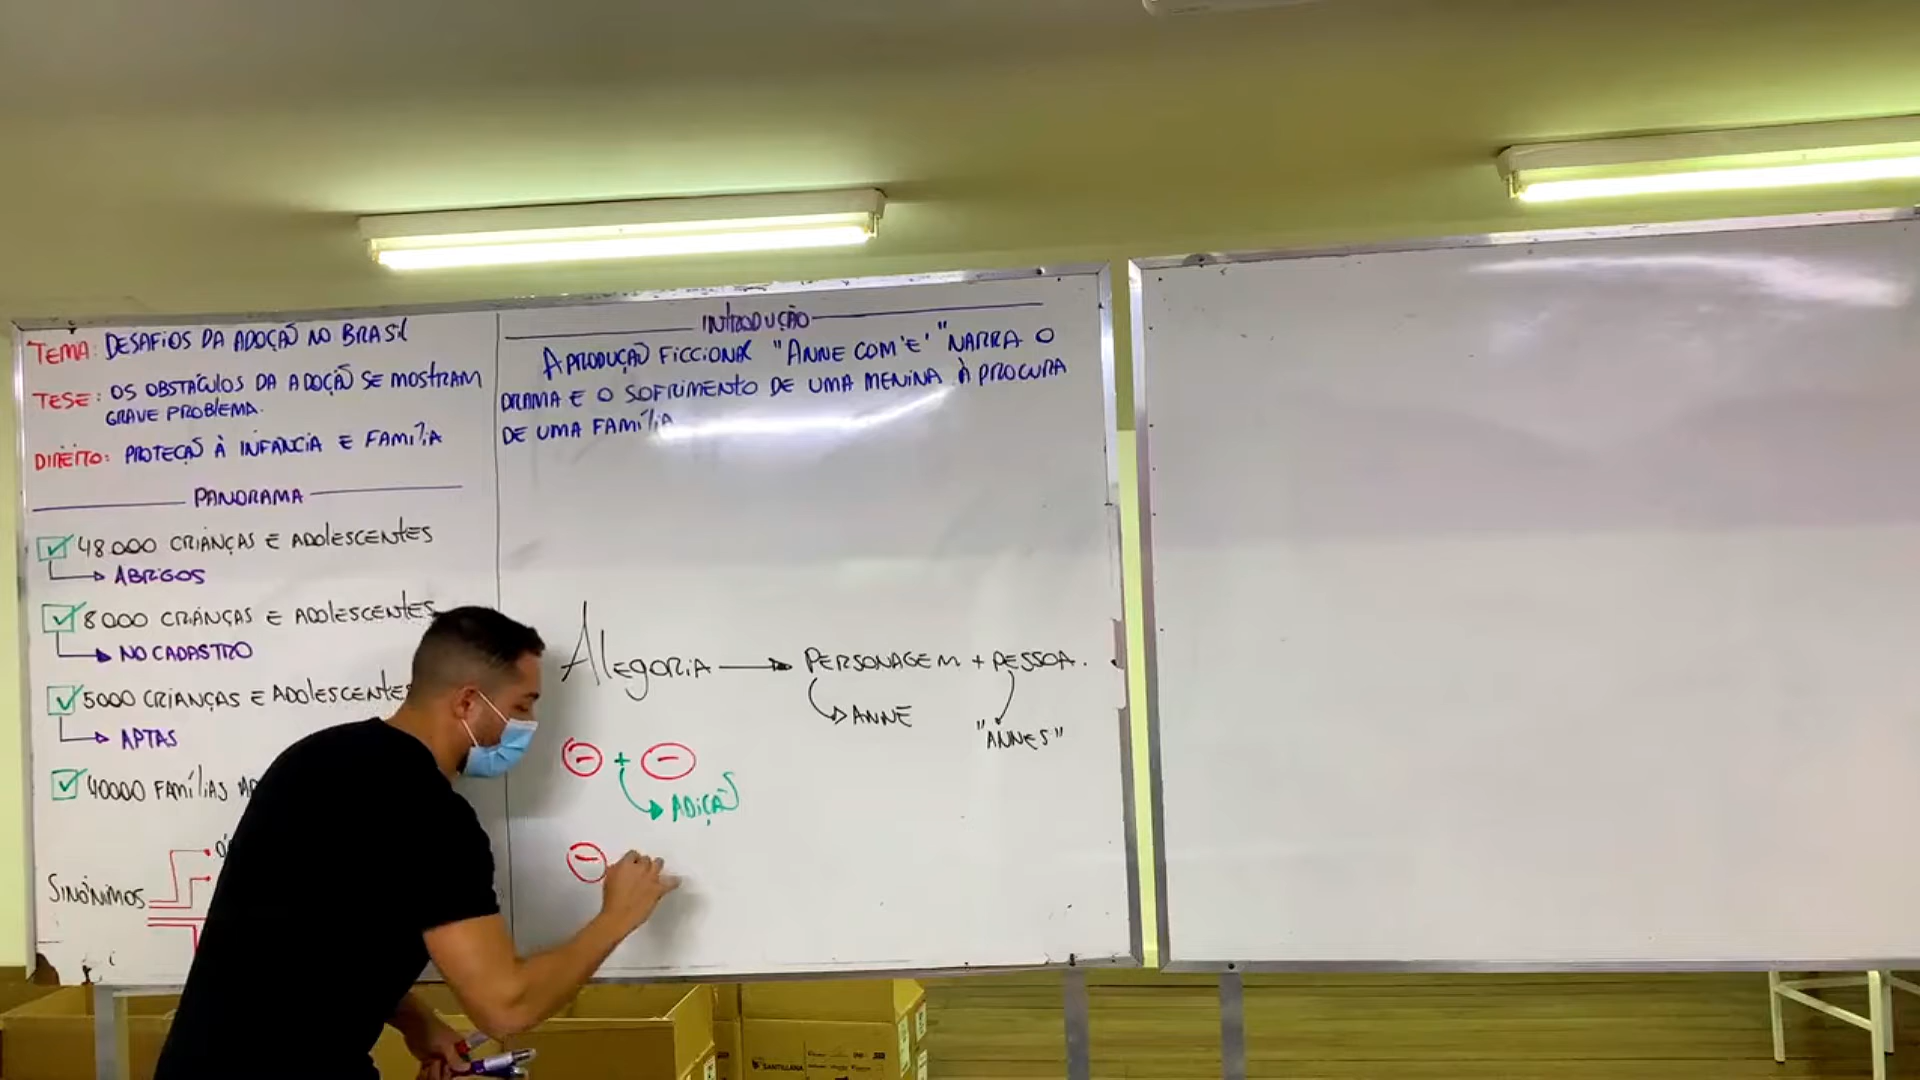 TEMA: DESAFIOS DA ADOÇÃO NO BRASIL
TESE: OS OBSTÁCULOS DA ADOÇÃO SE MOSTRAM
GRAVE PROBLEMA.
DIREITO: PROTEÇÃO À INFÂNCIA E FAMÍLIA
PANORAMA
48.000 CRIANÇAS E ADOLESCENTES
ABRIGOS
8000 CRIANÇAS E ADOLESCENTES
NO CADASTRO
5000 CRIANÇAS E ADOLESCENTES
APTAS
40000 FAMÍLIAS
SINÔNIMOS
INTRODUÇÃO
A PRODUÇÃO FICCIONAL "ANNE COM 'E'" NARRA O
DRAMA E O SOFRIMENTO DE UMA MENINA À PROCURA
DE UMA FAMÍLIA
ALEGORIA → PERSONAGEM + PESSOA.
ANNE "ANNES"
- + -
ADIÇÃO
-
SANTILLANA